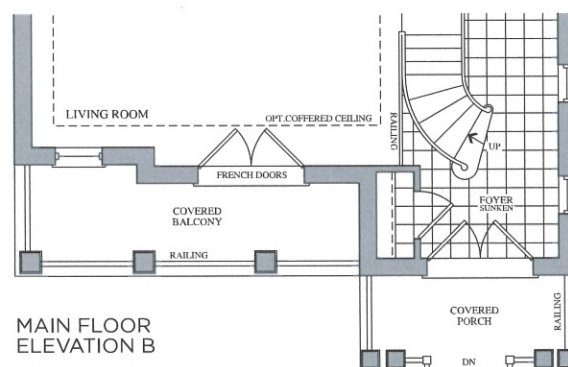 LIVING ROOM
OPT.COFFERED CEILING
RAILING
UP
FRENCH DOORS
FOYER
SUNKEN
COVERED
BALCONY
RAILING
COVERED
PORCH
RAILING
DN
MAIN FLOOR
ELEVATION B